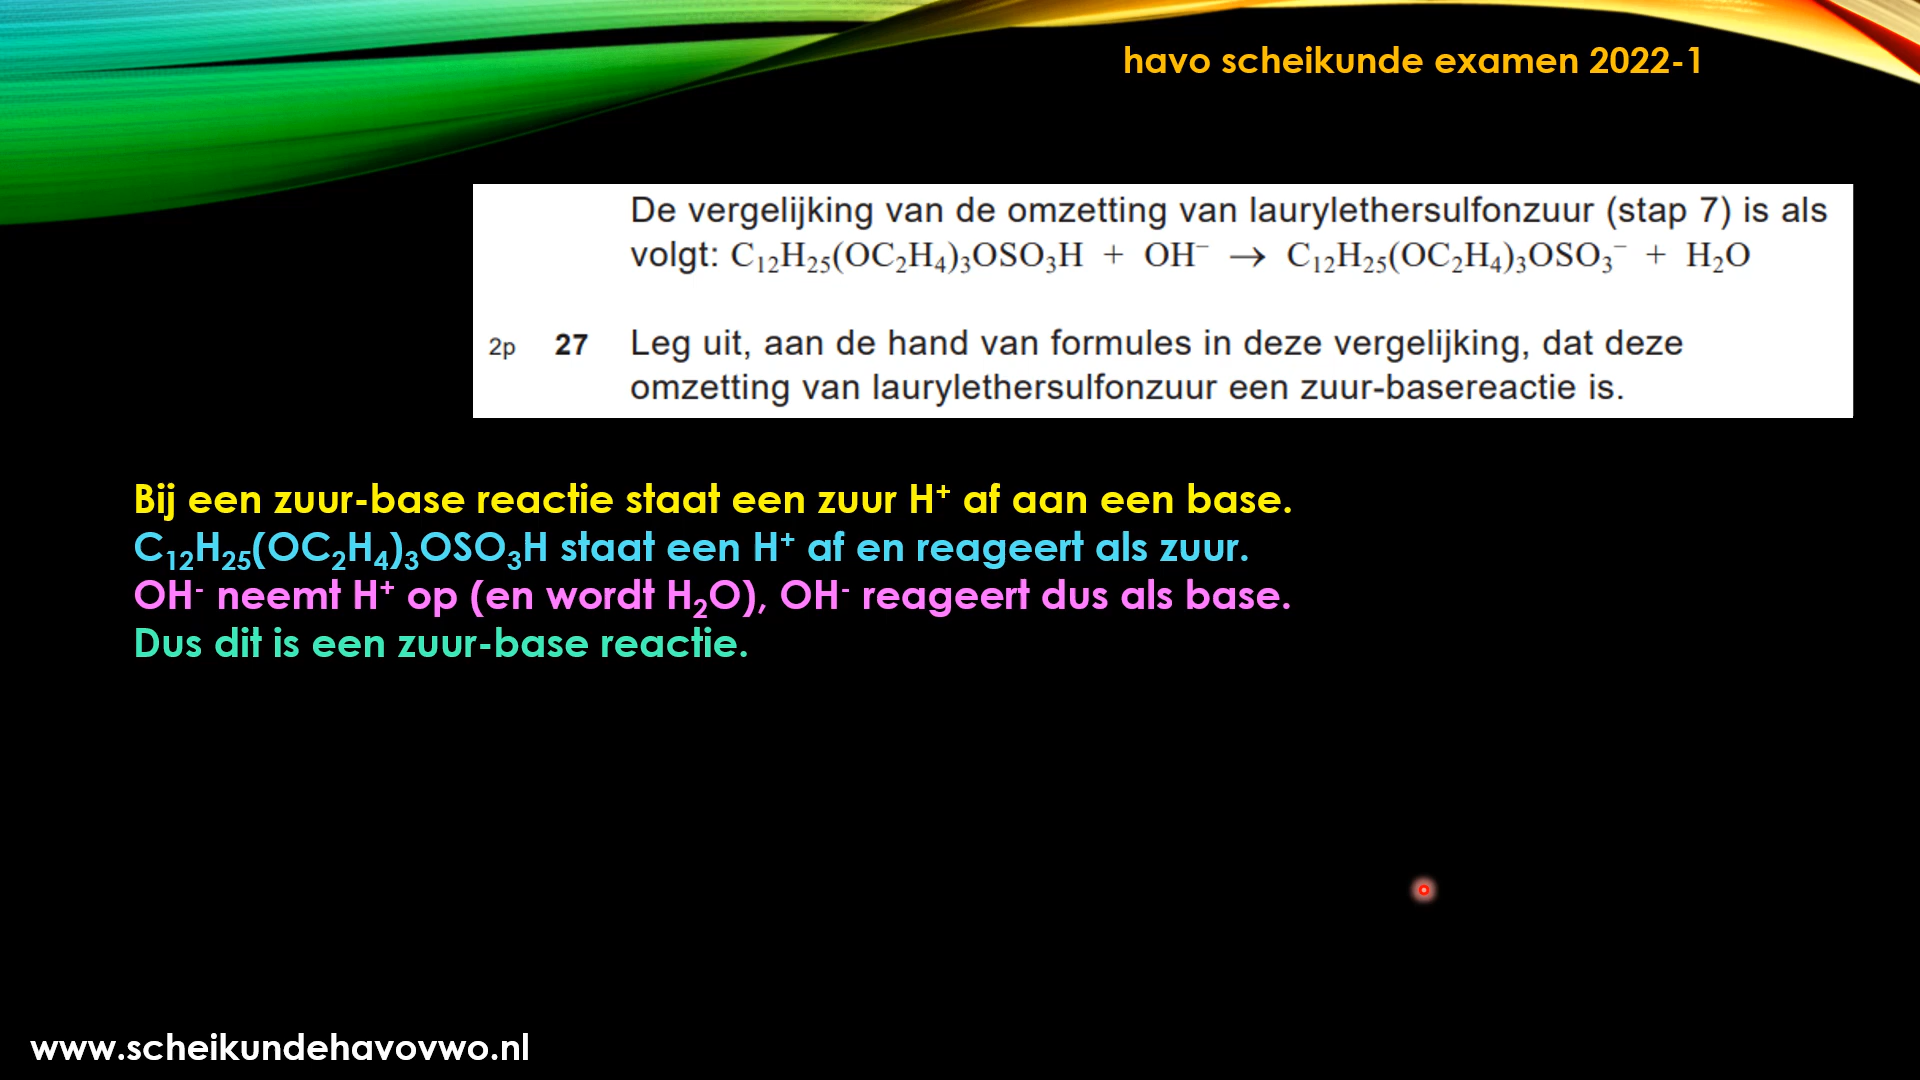 havo scheikunde examen 2022-1
De vergelijking van de omzetting van laurylethersulfonzuur (stap 7) is als
volgt: C₁₂H₂₅(OC₂H₄)₃OSO₃H + OH⁻ → C₁₂H₂₅(OC₂H₄)₃OSO₃⁻ + H₂O
2p 27 Leg uit, aan de hand van formules in deze vergelijking, dat deze
omzetting van laurylethersulfonzuur een zuur-basereactie is.
Bij een zuur-base reactie staat een zuur H⁺ af aan een base.
C₁₂H₂₅(OC₂H₄)₃OSO₃H staat een H⁺ af en reageert als zuur.
OH⁻ neemt H⁺ op (en wordt H₂O), OH⁻ reageert dus als base.
Dus dit is een zuur-base reactie.
www.scheikundehavovwo.nl